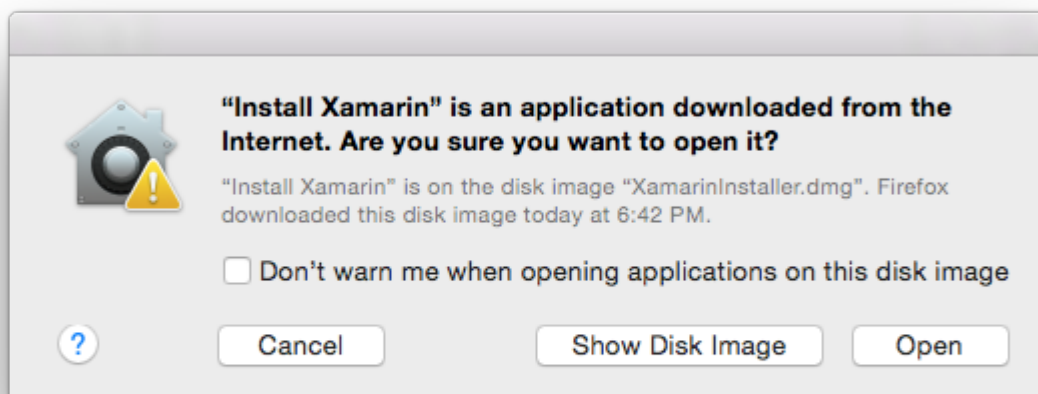 “Install Xamarin” is an application downloaded from the
Internet. Are you sure you want to open it?
“Install Xamarin” is on the disk image “XamarinInstaller.dmg”. Firefox
downloaded this disk image today at 6:42 PM.
Don’t warn me when opening applications on this disk image
? Cancel Show Disk Image Open